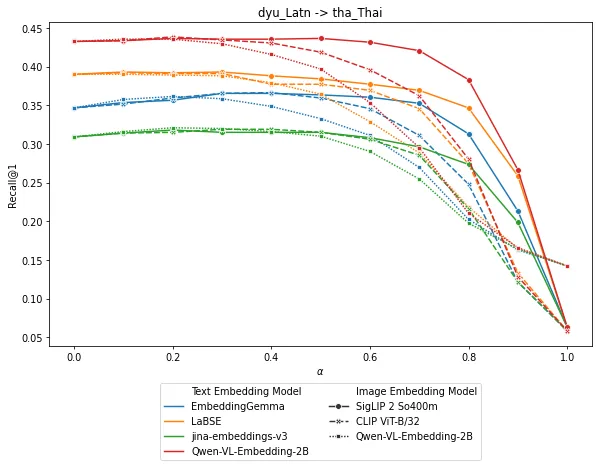 dyu_Latn -> tha_Thai
0.45
0.40
0.35
0.30
0.25
0.20
0.15
0.10
0.05
Recall@1
0.0 0.2 0.4 0.6 0.8 1.0
α
Text Embedding Model
EmbeddingGemma
LaBSE
jina-embeddings-v3
Qwen-VL-Embedding-2B
Image Embedding Model
SigLIP 2 So400m
CLIP ViT-B/32
Qwen-VL-Embedding-2B